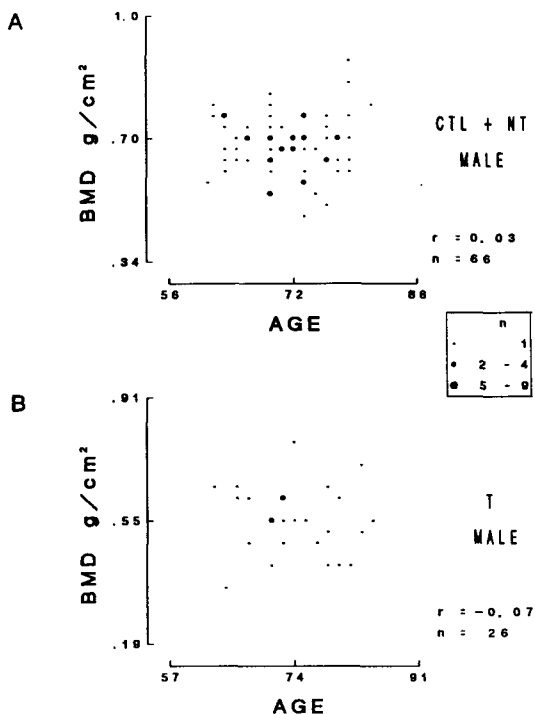 A
1.0
.70
.34
BMD g/cm²
56 72 88
AGE
CTL + NT
MALE
r = 0.03
n = 66
n
1
2 - 4
5 - 9
B
.91
.55
.19
BMD g/cm²
57 74 91
AGE
T
MALE
r = -0.07
n = 26